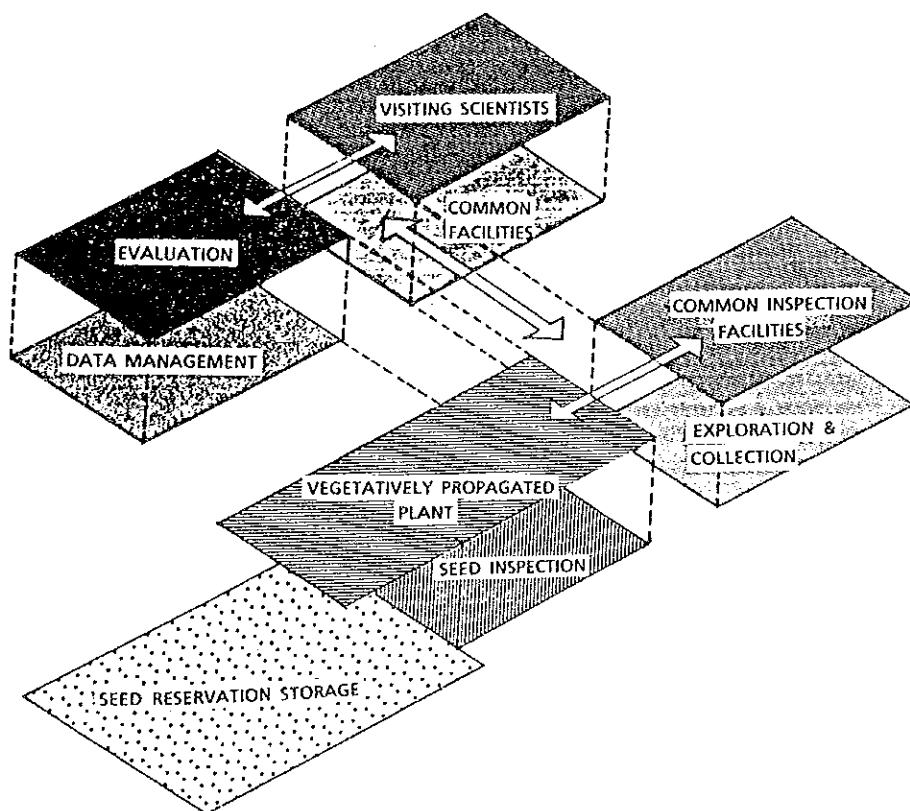 VISITING SCIENTISTS
COMMON
FACILITIES
EVALUATION
DATA MANAGEMENT
COMMON INSPECTION
FACILITIES
EXPLORATION &
COLLECTION
VEGETATIVELY PROPAGATED
PLANT
SEED INSPECTION
SEED RESERVATION STORAGE